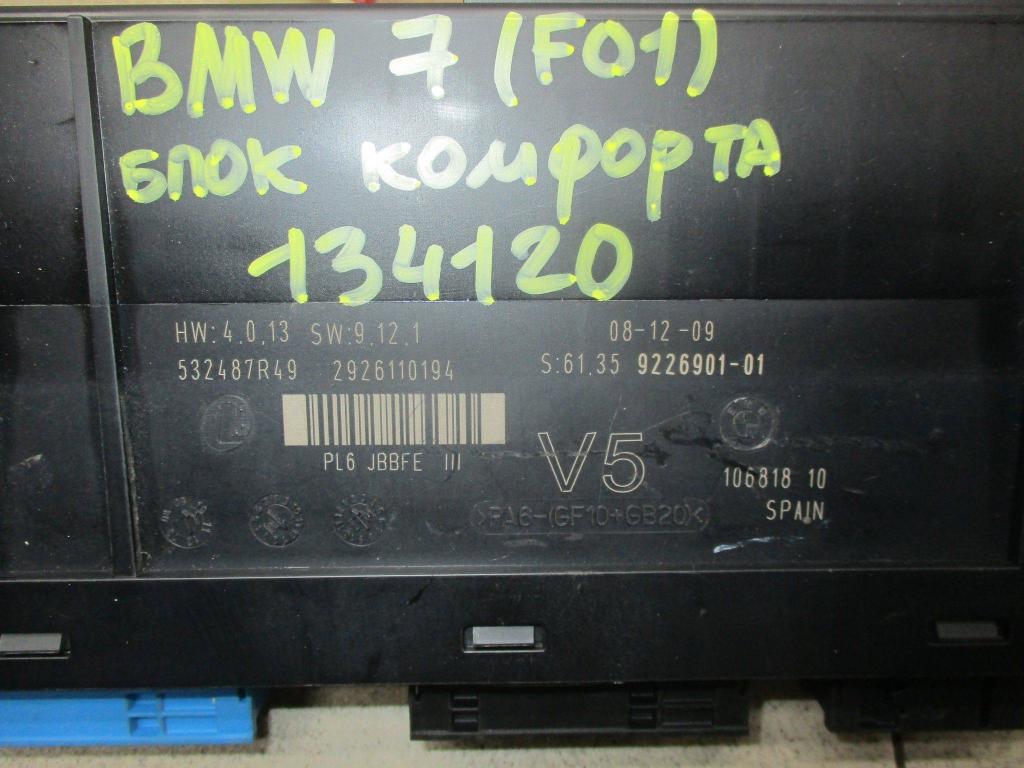 BMW 7 (F01)
БЛОК КОМФОРТА
134120
HW: 4.0.13 SW:9.12.1 08-12-09
532487R49 2926110194 S:61.35 9226901-01
PL6 JBBFE III
V5
106818 10
SPAIN
>PA6-(GF10+GB20)<